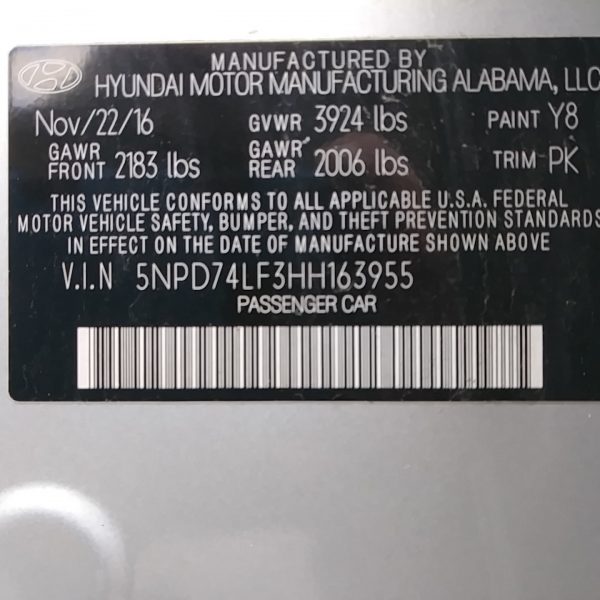 MANUFACTURED BY
HYUNDAI MOTOR MANUFACTURING ALABAMA, LLC
Nov/22/16 GVWR 3924 lbs PAINT Y8
GAWR FRONT 2183 lbs GAWR REAR 2006 lbs TRIM PK
THIS VEHICLE CONFORMS TO ALL APPLICABLE U.S.A. FEDERAL
MOTOR VEHICLE SAFETY, BUMPER, AND THEFT PREVENTION STANDARDS
IN EFFECT ON THE DATE OF MANUFACTURE SHOWN ABOVE
V.I.N 5NPD74LF3HH163955
PASSENGER CAR